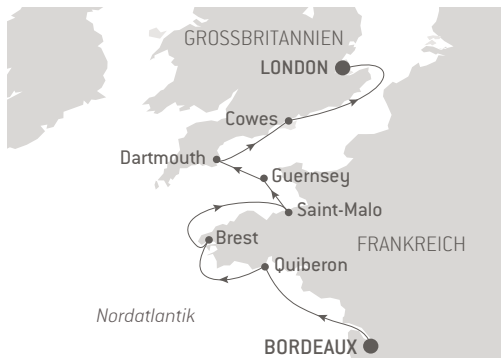 GROSSBRITANNIEN
LONDON
Cowes
Dartmouth
Guernsey
Saint-Malo
Brest
FRANKREICH
Quiberon
Nordatlantik
BORDEAUX